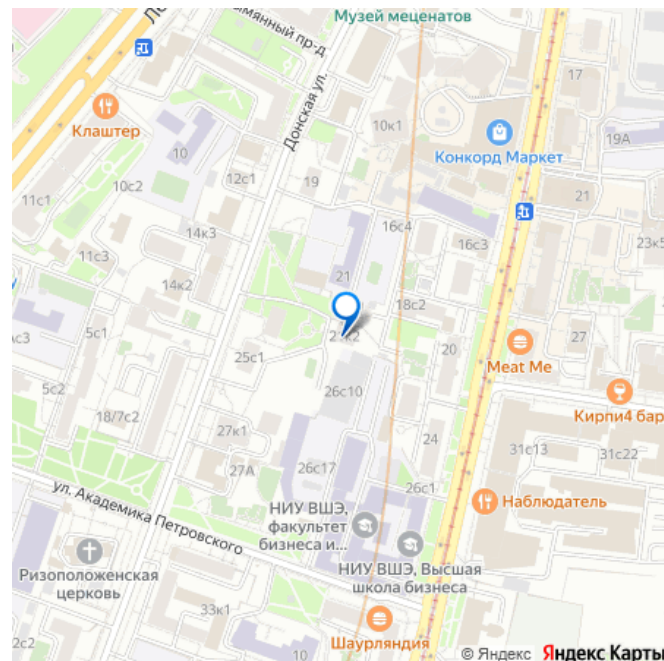 Музей меценатов
17
10к1
Клаштер
Донская ул.
19А
Конкорд Маркет
10
10с2
12с1
19
21
11с1
14к3
16с4
16с3
23к5
11с3
21
14к2
18с2
5с1
20
27
25с1
Meat Me
5с2
26с10
Кирпи4 бар
18/7с2
27к1
24
31с13
31с22
27А
26с17
26с1
Наблюдатель
ул. Академика Петровского
НИУ ВШЭ,
факультет
бизнеса и...
НИУ ВШЭ, Высшая
школа бизнеса
Ризоположенская
церковь
33к1
Шаурляндия
© Яндекс Яндекс Карты